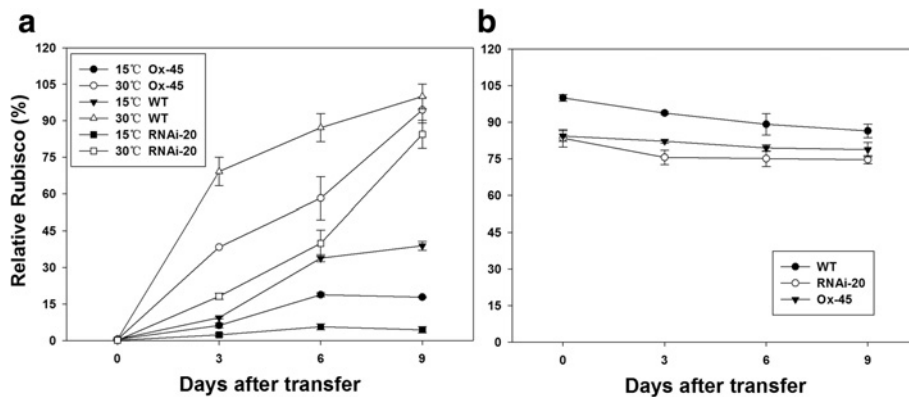 a
120
105
90
75
60
45
30
15
0
Relative Rubisco (%)
15℃ Ox-45
30℃ Ox-45
15℃ WT
30℃ WT
15℃ RNAi-20
30℃ RNAi-20
0 3 6 9
Days after transfer
b
120
105
90
75
60
45
30
15
0
WT
RNAi-20
Ox-45
0 3 6 9
Days after transfer